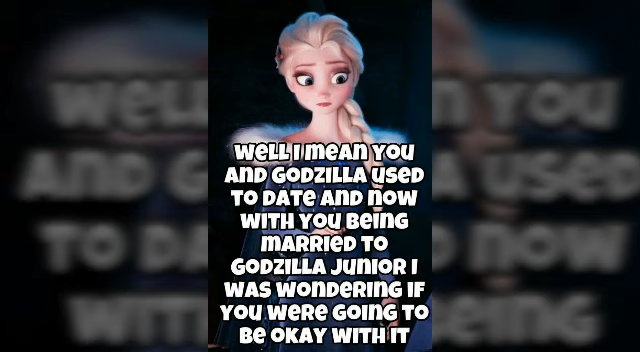 Well I mean you
and Godzilla used
to date and now
with you being
married to
Godzilla Junior I
was wondering if
you were going to
be okay with it